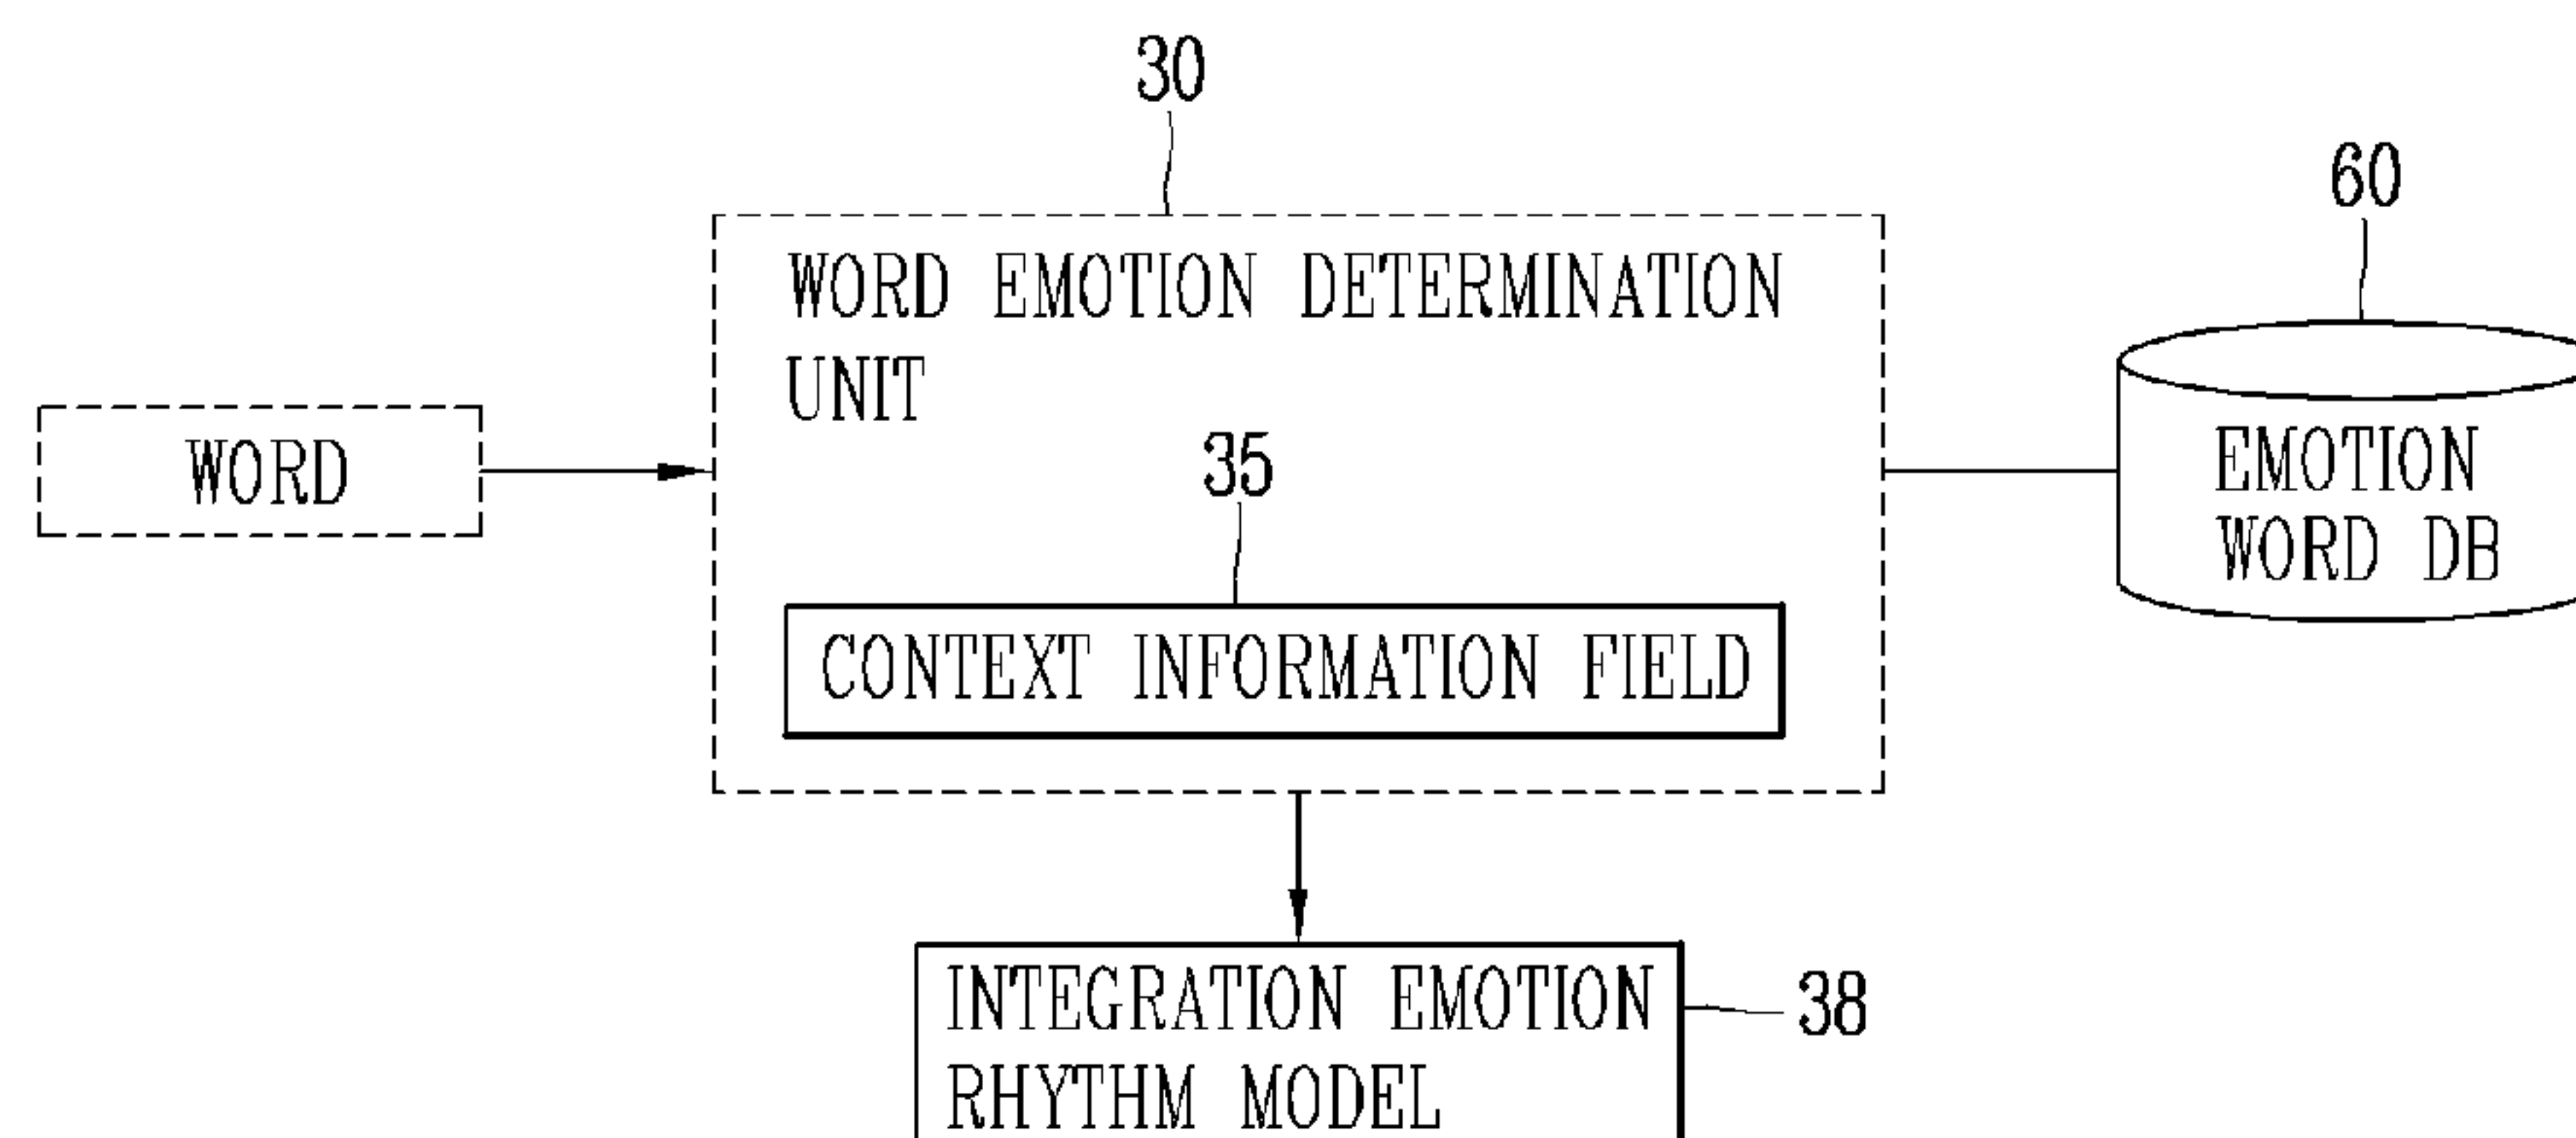 30
60
WORD EMOTION DETERMINATION
UNIT
WORD
35
EMOTION
WORD DB
CONTEXT INFORMATION FIELD
INTEGRATION EMOTION
38
RHYTHM MODEL